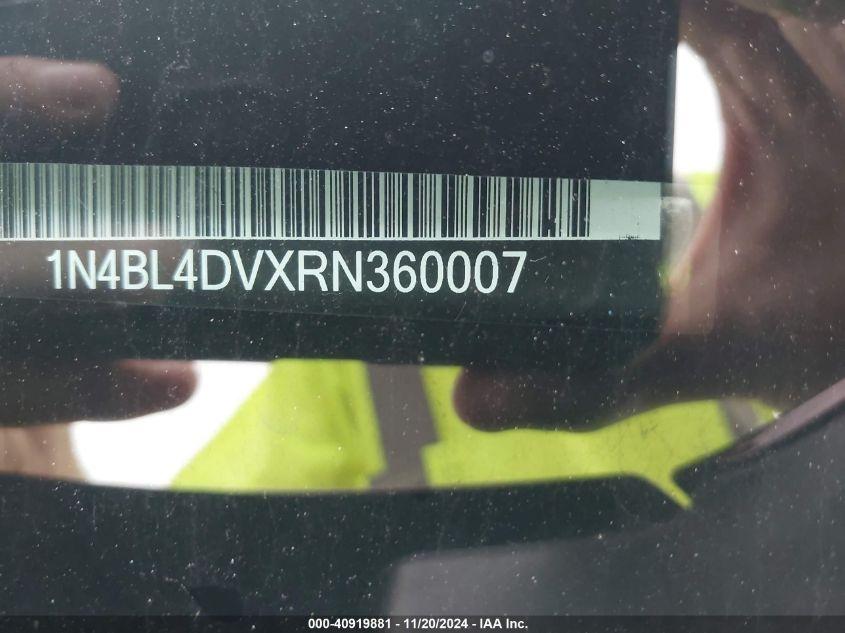 1N4BL4DVXRN360007
000-40919881 - 11/20/2024 - IAA Inc.